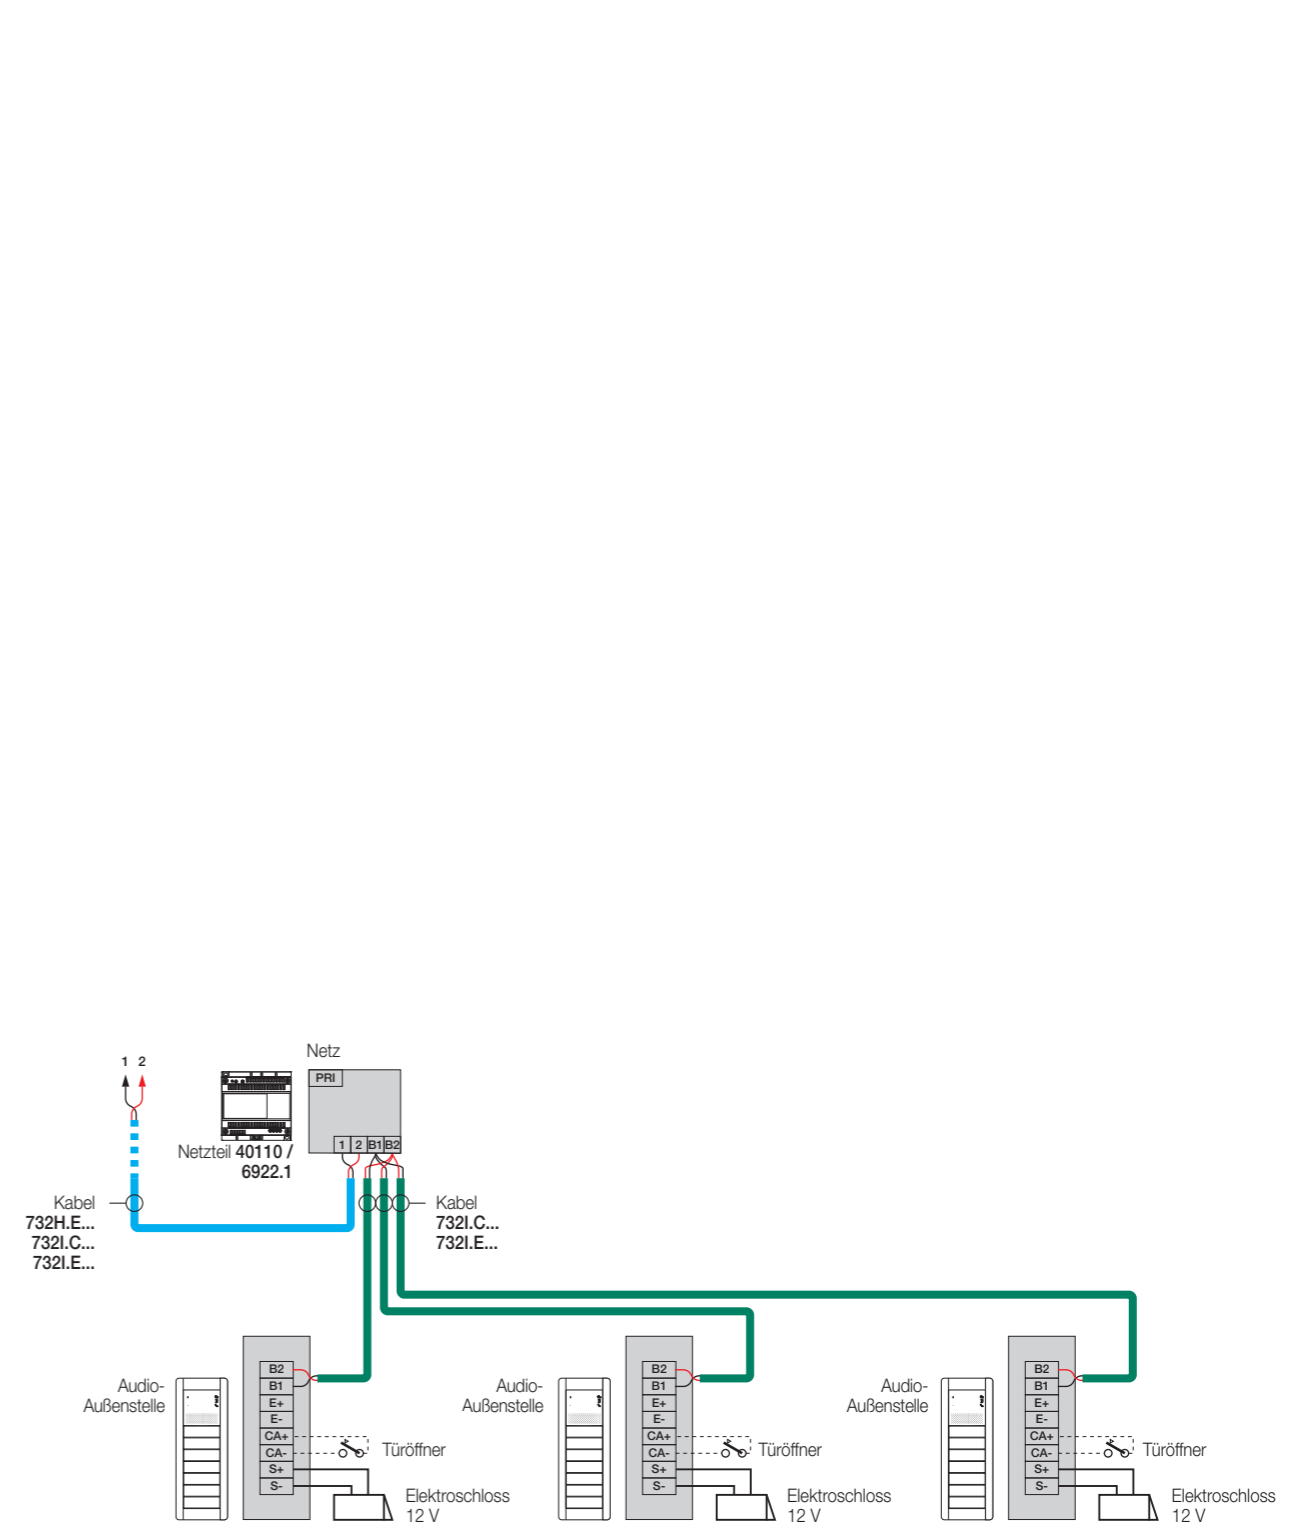 1 2
Netz
PRI
1 2 B1 B2
Netzteil 40110 /
6922.1
Kabel
732H.E...
732I.C...
732I.E...
Kabel
732I.C...
732I.E...
Audio-
Außenstelle
B2
B1
E+
E-
CA+
CA-
S+
S-
Türöffner
Elektroschloss
12 V
Audio-
Außenstelle
B2
B1
E+
E-
CA+
CA-
S+
S-
Türöffner
Elektroschloss
12 V
Audio-
Außenstelle
B2
B1
E+
E-
CA+
CA-
S+
S-
Türöffner
Elektroschloss
12 V